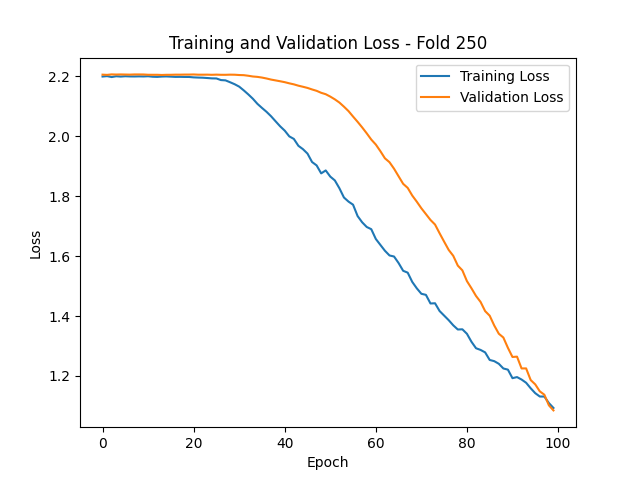 Training and Validation Loss - Fold 250
Training Loss
Validation Loss
Loss
2.2
2.0
1.8
1.6
1.4
1.2
0 20 40 60 80 100
Epoch